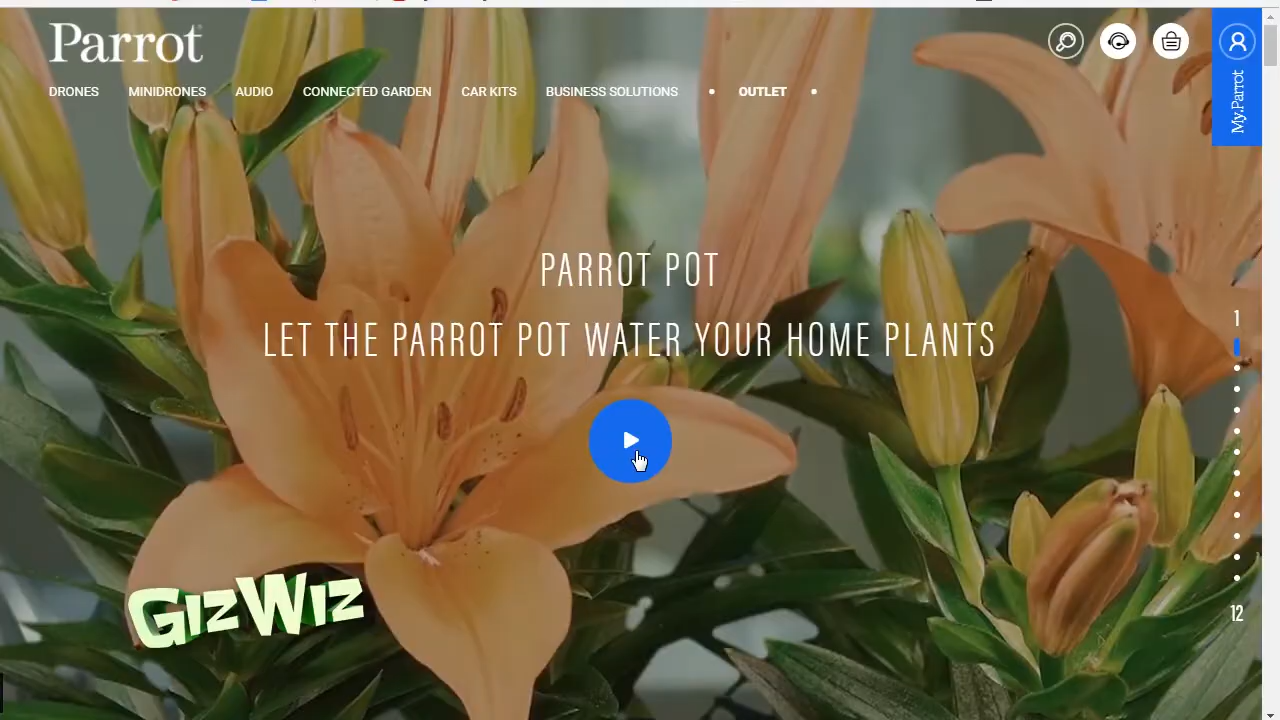 Parrot
DRONES MINIDRONES AUDIO CONNECTED GARDEN CAR KITS BUSINESS SOLUTIONS • OUTLET •
My.Parrot
PARROT POT
LET THE PARROT POT WATER YOUR HOME PLANTS
1
12
GIZWIZ